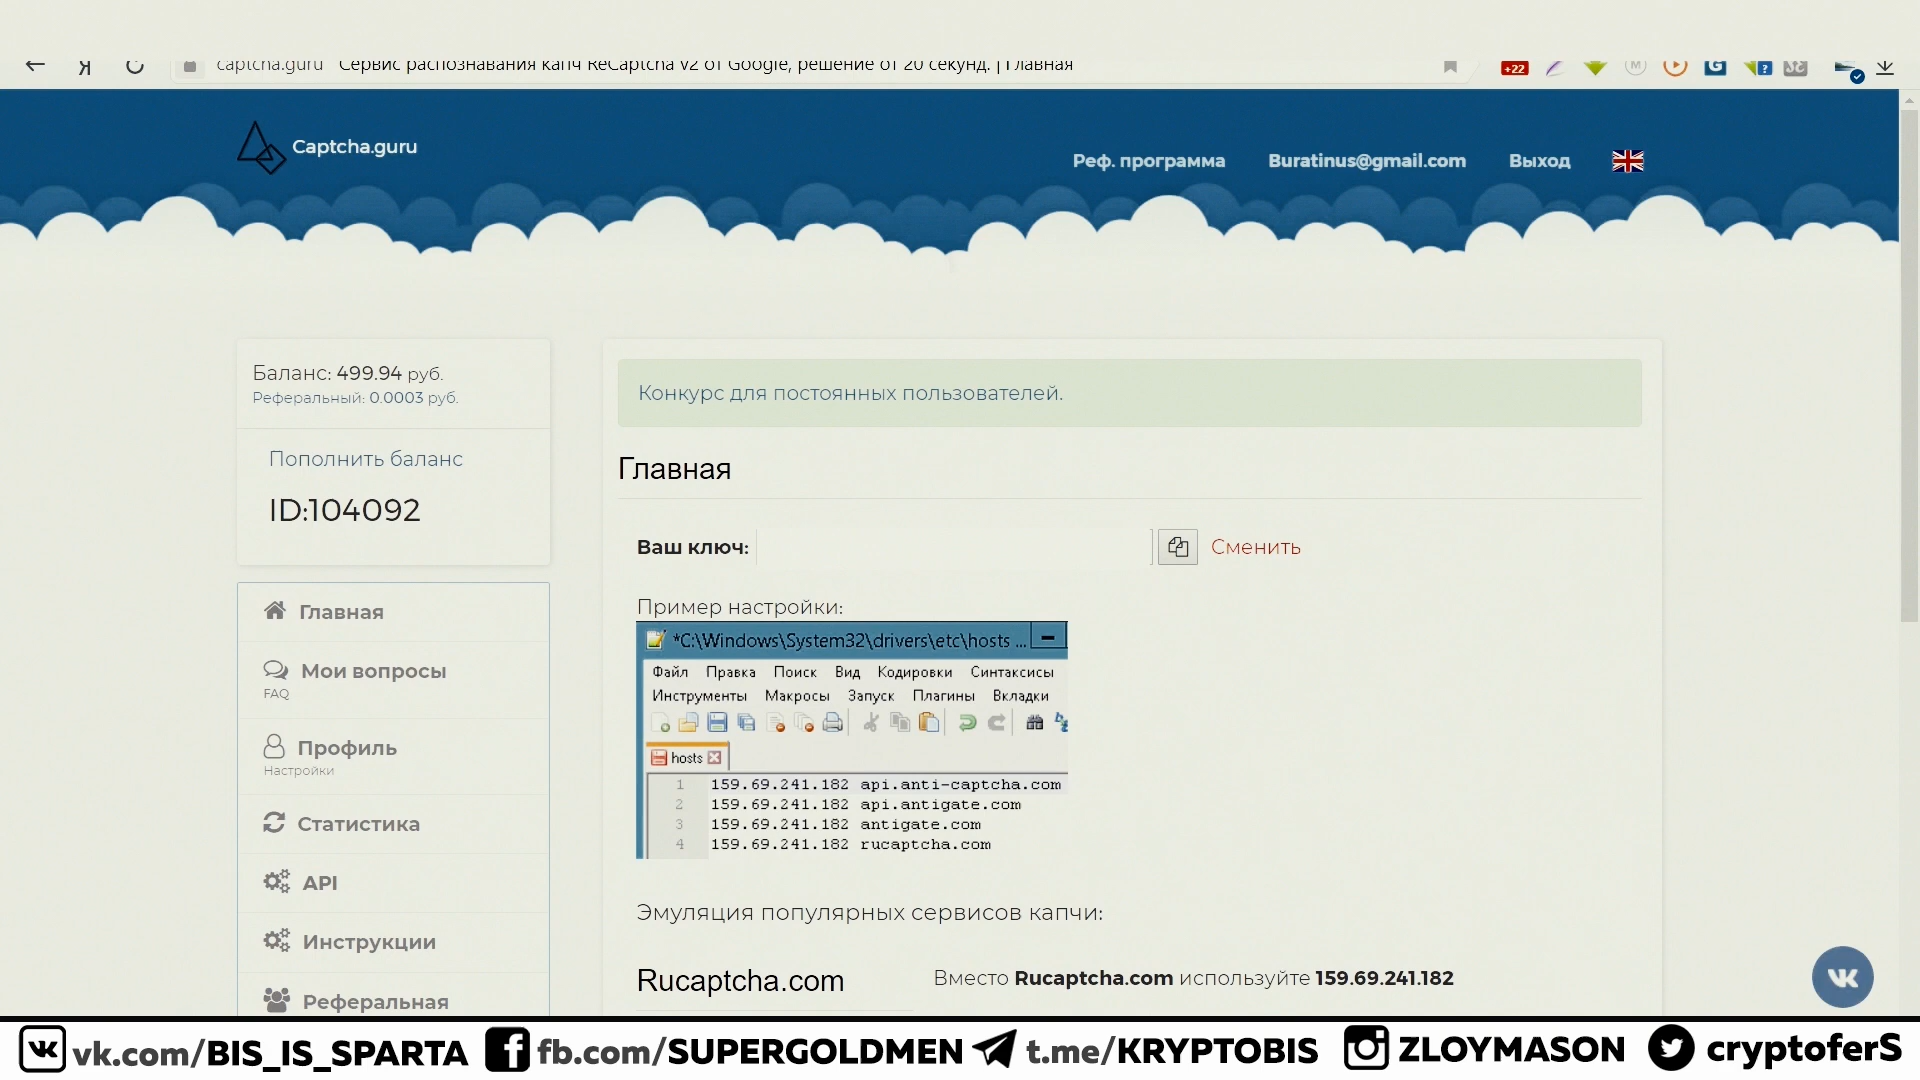 captcha.guru Сервис распознавания капч ReCaptcha v2 от Google, решение от 20 секунд. | Главная
+22
Captcha.guru
Реф. программа
Buratinus@gmail.com
Выход
Баланс: 499.94 руб.
Реферальный: 0.0003 руб.
Пополнить баланс
ID:104092
Главная
Мои вопросы
FAQ
Профиль
Настройки
Статистика
API
Инструкции
Реферальная
Конкурс для постоянных пользователей.
Главная
Ваш ключ:
Сменить
Пример настройки:
*C:\Windows\System32\drivers\etc\hosts ...
Файл Правка Поиск Вид Кодировки Синтаксисы
Инструменты Макросы Запуск Плагины Вкладки
hosts
1 159.69.241.182 api.anti-captcha.com
2 159.69.241.182 api.antigate.com
3 159.69.241.182 antigate.com
4 159.69.241.182 rucaptcha.com
Эмуляция популярных сервисов капчи:
Rucaptcha.com
Вместо Rucaptcha.com используйте 159.69.241.182
vk.com/BIS_IS_SPARTA fb.com/SUPERGOLDMEN t.me/KRYPTOBIS ZLOYMASON cryptoferS